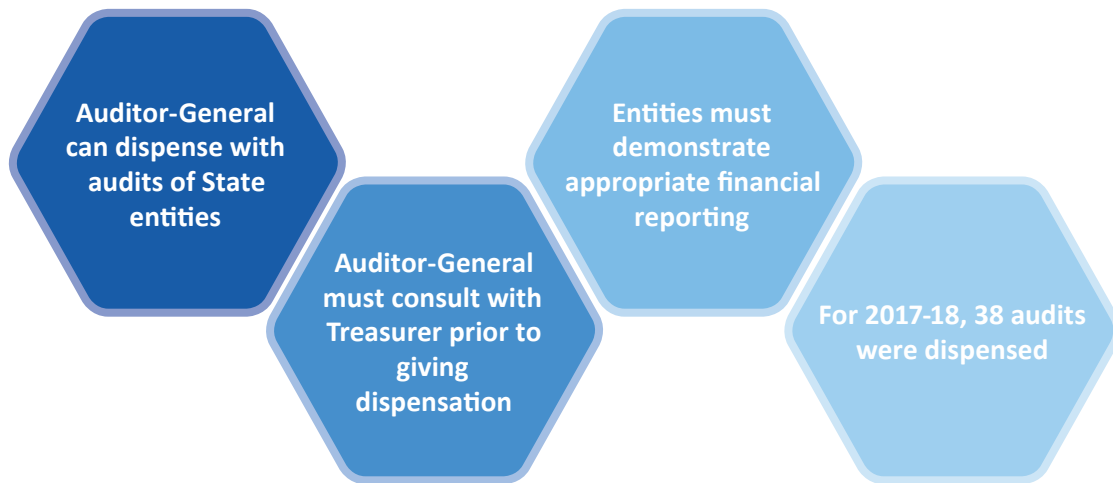 Auditor-General
can dispense with
audits of State
entities
Auditor-General
must consult with
Treasurer prior to
giving
dispensation
Entities must
demonstrate
appropriate financial
reporting
For 2017-18, 38 audits
were dispensed